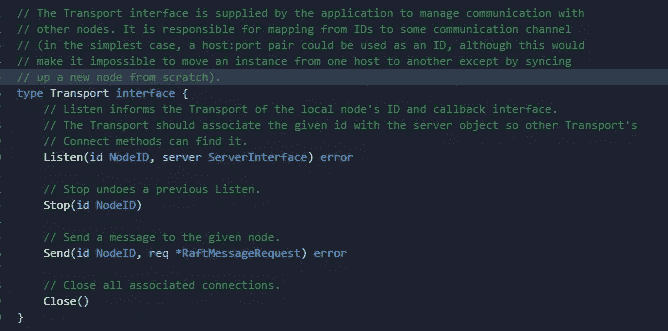 // The Transport interface is supplied by the application to manage communication with
// other nodes. It is responsible for mapping from IDs to some communication channel
// (in the simplest case, a host:port pair could be used as an ID, although this would
// make it impossible to move an instance from one host to another except by syncing
// up a new node from scratch).
type Transport interface {
// Listen informs the Transport of the local node's ID and callback interface.
// The Transport should associate the given id with the server object so other Transport's
// Connect methods can find it.
Listen(id NodeID, server ServerInterface) error
// Stop undoes a previous Listen.
Stop(id NodeID)
// Send a message to the given node.
Send(id NodeID, req *RaftMessageRequest) error
// Close all associated connections.
Close()
}